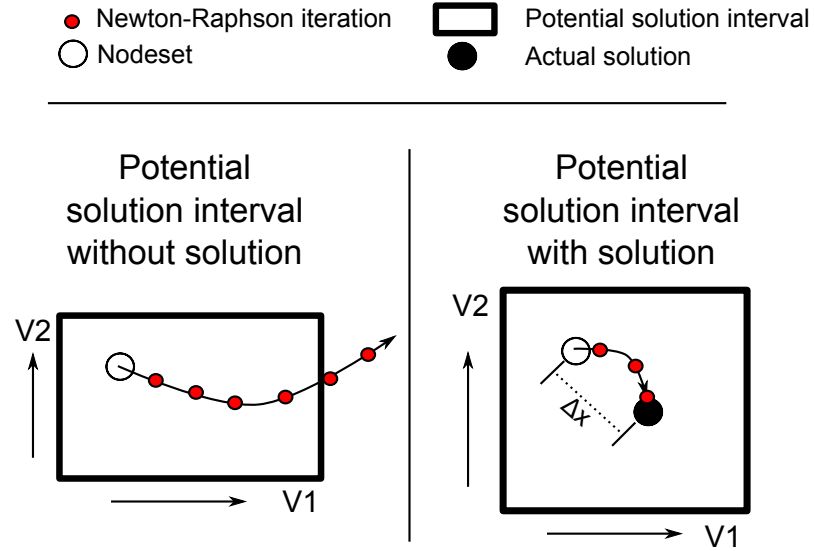 Newton-Raphson iteration
Nodeset
Potential solution interval
Actual solution
Potential
solution interval
without solution
V2
V1
Potential
solution interval
with solution
V2
Δx
V1